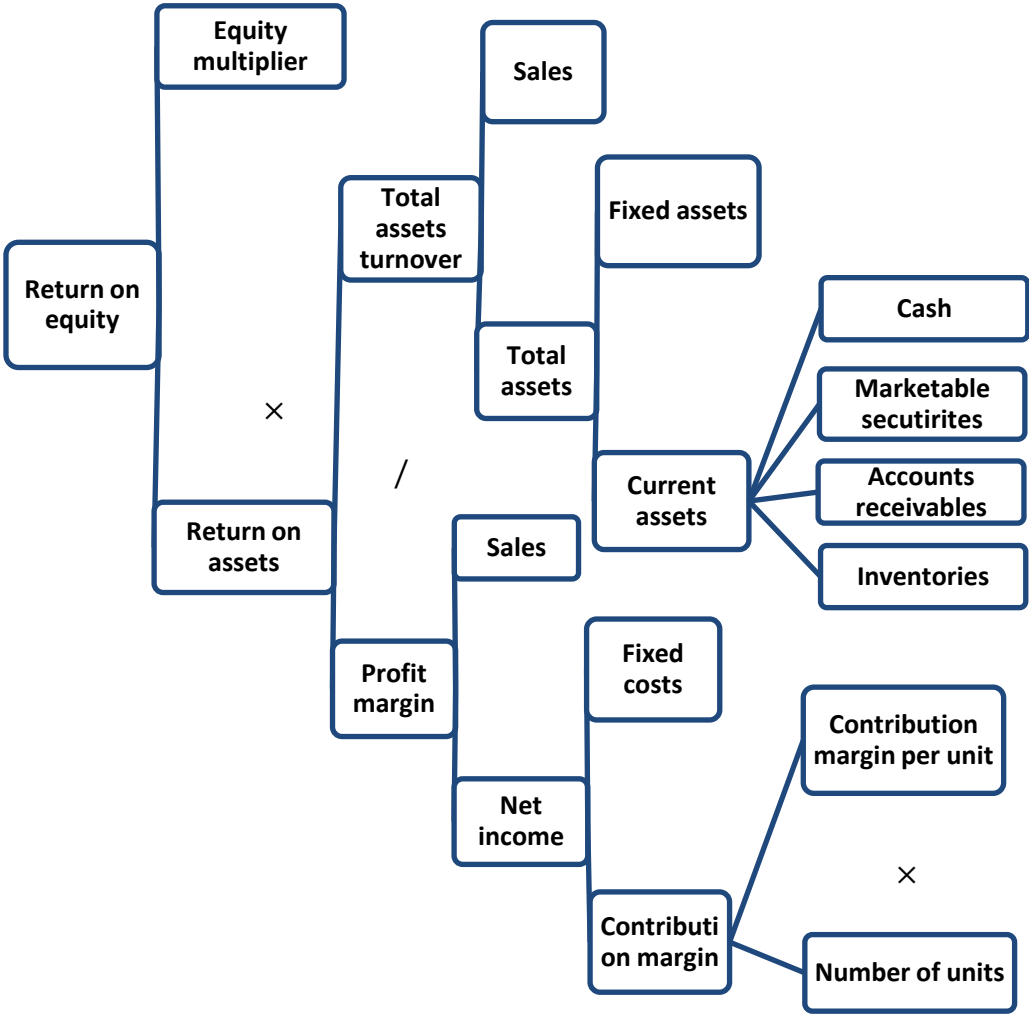 Equity
multiplier
Sales
Total
assets
turnover
Fixed assets
Return on
equity
Cash
Total
assets
Marketable
secutirites
×
/
Current
assets
Accounts
receivables
Return on
assets
Sales
Inventories
Profit
margin
Fixed
costs
Contribution
margin per unit
Net
income
×
Contributi
on margin
Number of units